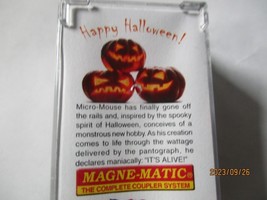 Happy Halloween!
Micro-Mouse has finally gone off
the rails and, inspired by the spooky
spirit of Halloween, conceives of a
monstrous new hobby. As his creation
comes to life through the wattage
delivered by the pantograph, he
declares maniacally: "IT'S ALIVE!"
MAGNE-MATIC®
THE COMPLETE COUPLER SYSTEM
2023/09/26